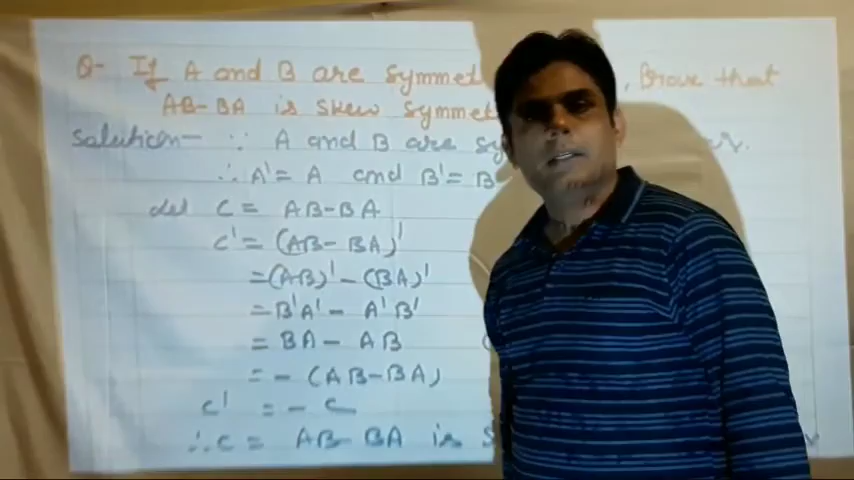 Q- If A and B are symmet , Prove that
AB-BA is skew symmet
Solution- ∵ A and B are sy
∴ A' = A and B' = B
Let C = AB-BA
C' = (AB-BA)'
= (AB)' - (BA)'
= B'A' - A'B'
= BA - AB
= - (AB-BA)
C' = - C
∴ C = AB-BA is S